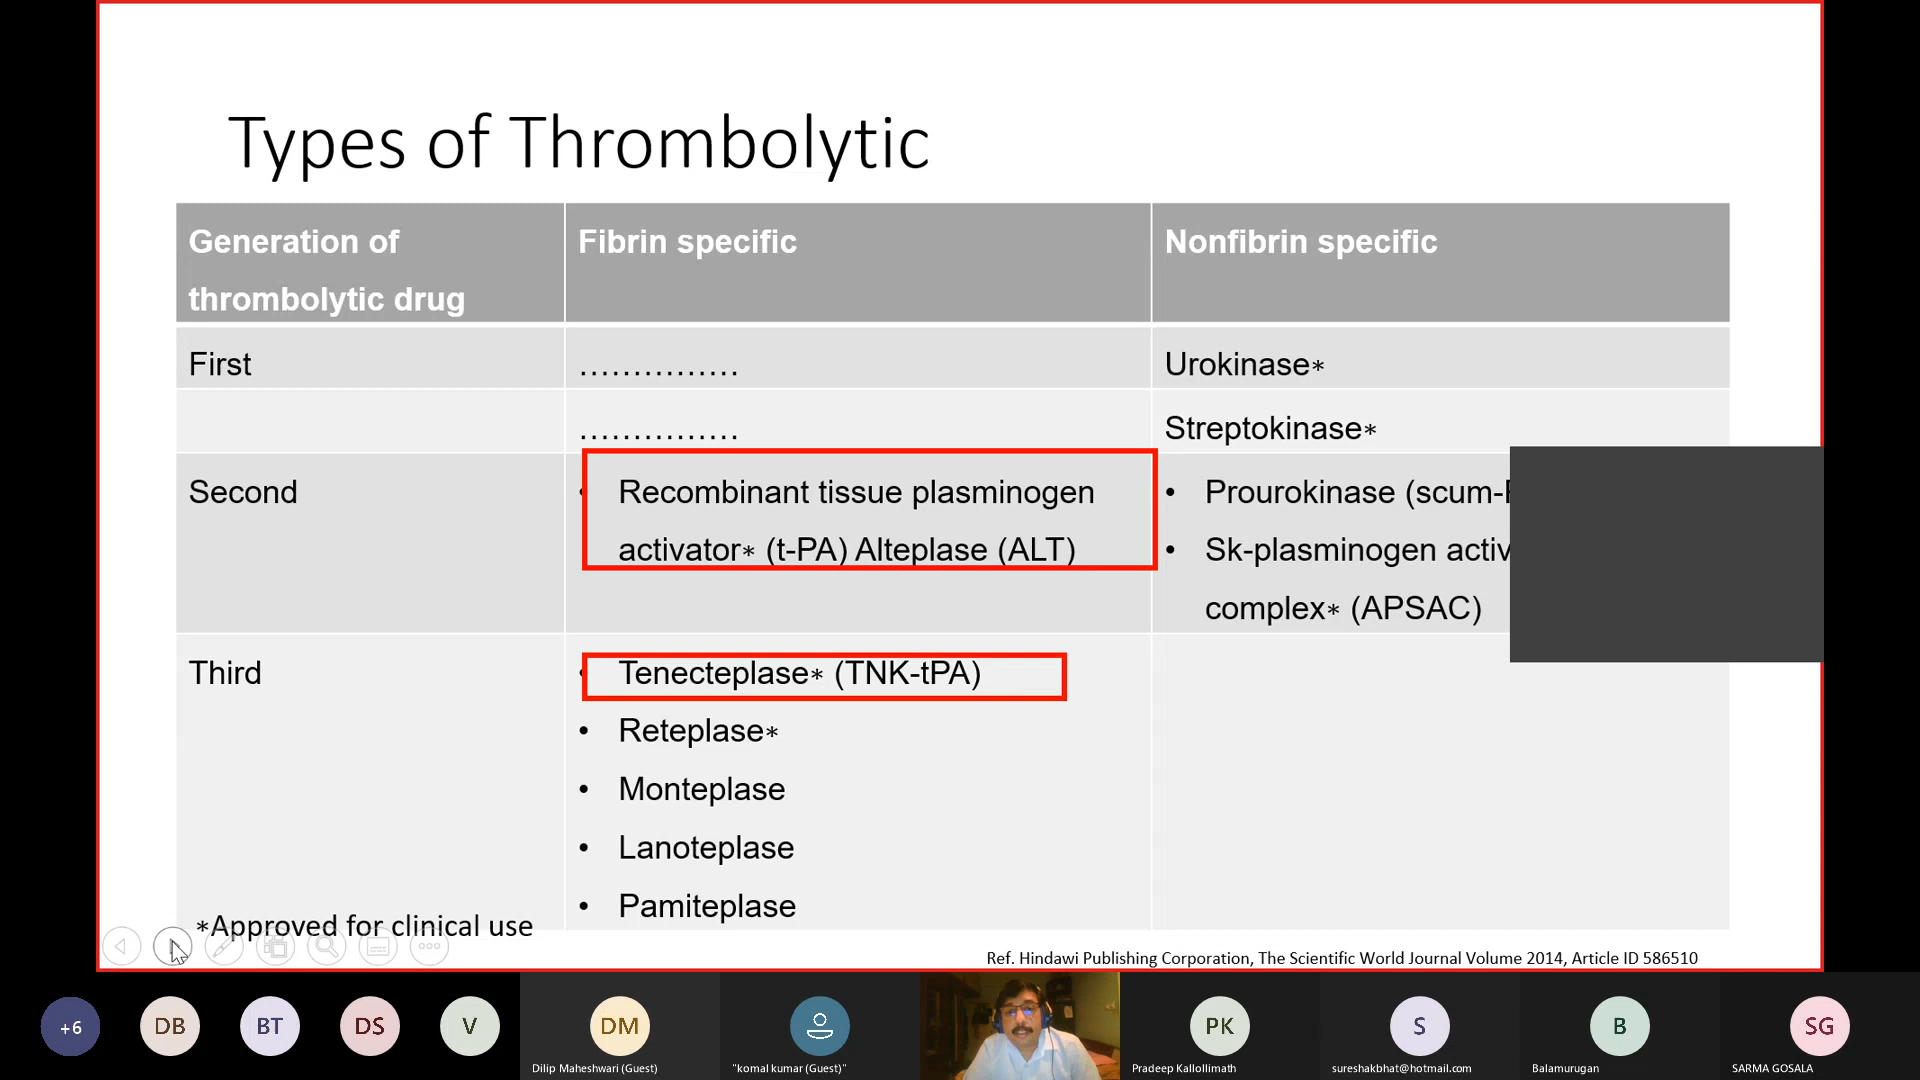 Types of Thrombolytic
Generation of
thrombolytic drug
Fibrin specific
Nonfibrin specific
First
...............
Urokinase*
...............
Streptokinase*
Second
• Recombinant tissue plasminogen
activator* (t-PA) Alteplase (ALT)
• Prourokinase
• Sk-plasminogen
complex* (APSAC)
Third
• Tenecteplase* (TNK-tPA)
• Reteplase*
• Monteplase
• Lanoteplase
• Pamiteplase
*Approved for clinical use
Ref. Hindawi Publishing Corporation, The Scientific World Journal Volume 2014, Article ID 586510
+6
DB
BT
DS
V
DM
PK
S
B
SG
Dilip Maheshwari (Guest)
"komal kumar (Guest)"
Pradeep Kallollimath
sureshakbhat@hotmail.com
Balamurugan
SARMA GOSALA